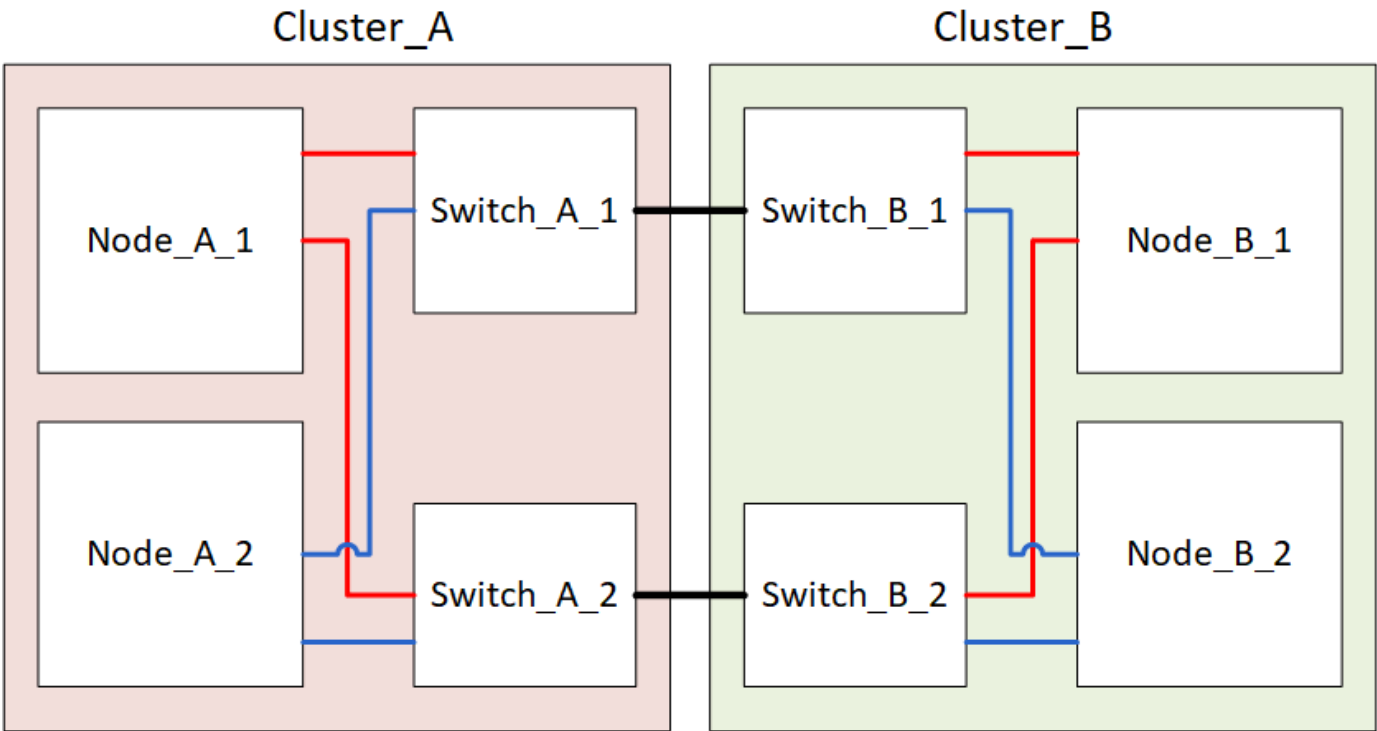 Cluster_A
Cluster_B
Node_A_1
Switch_A_1
Switch_B_1
Node_B_1
Node_A_2
Switch_A_2
Switch_B_2
Node_B_2